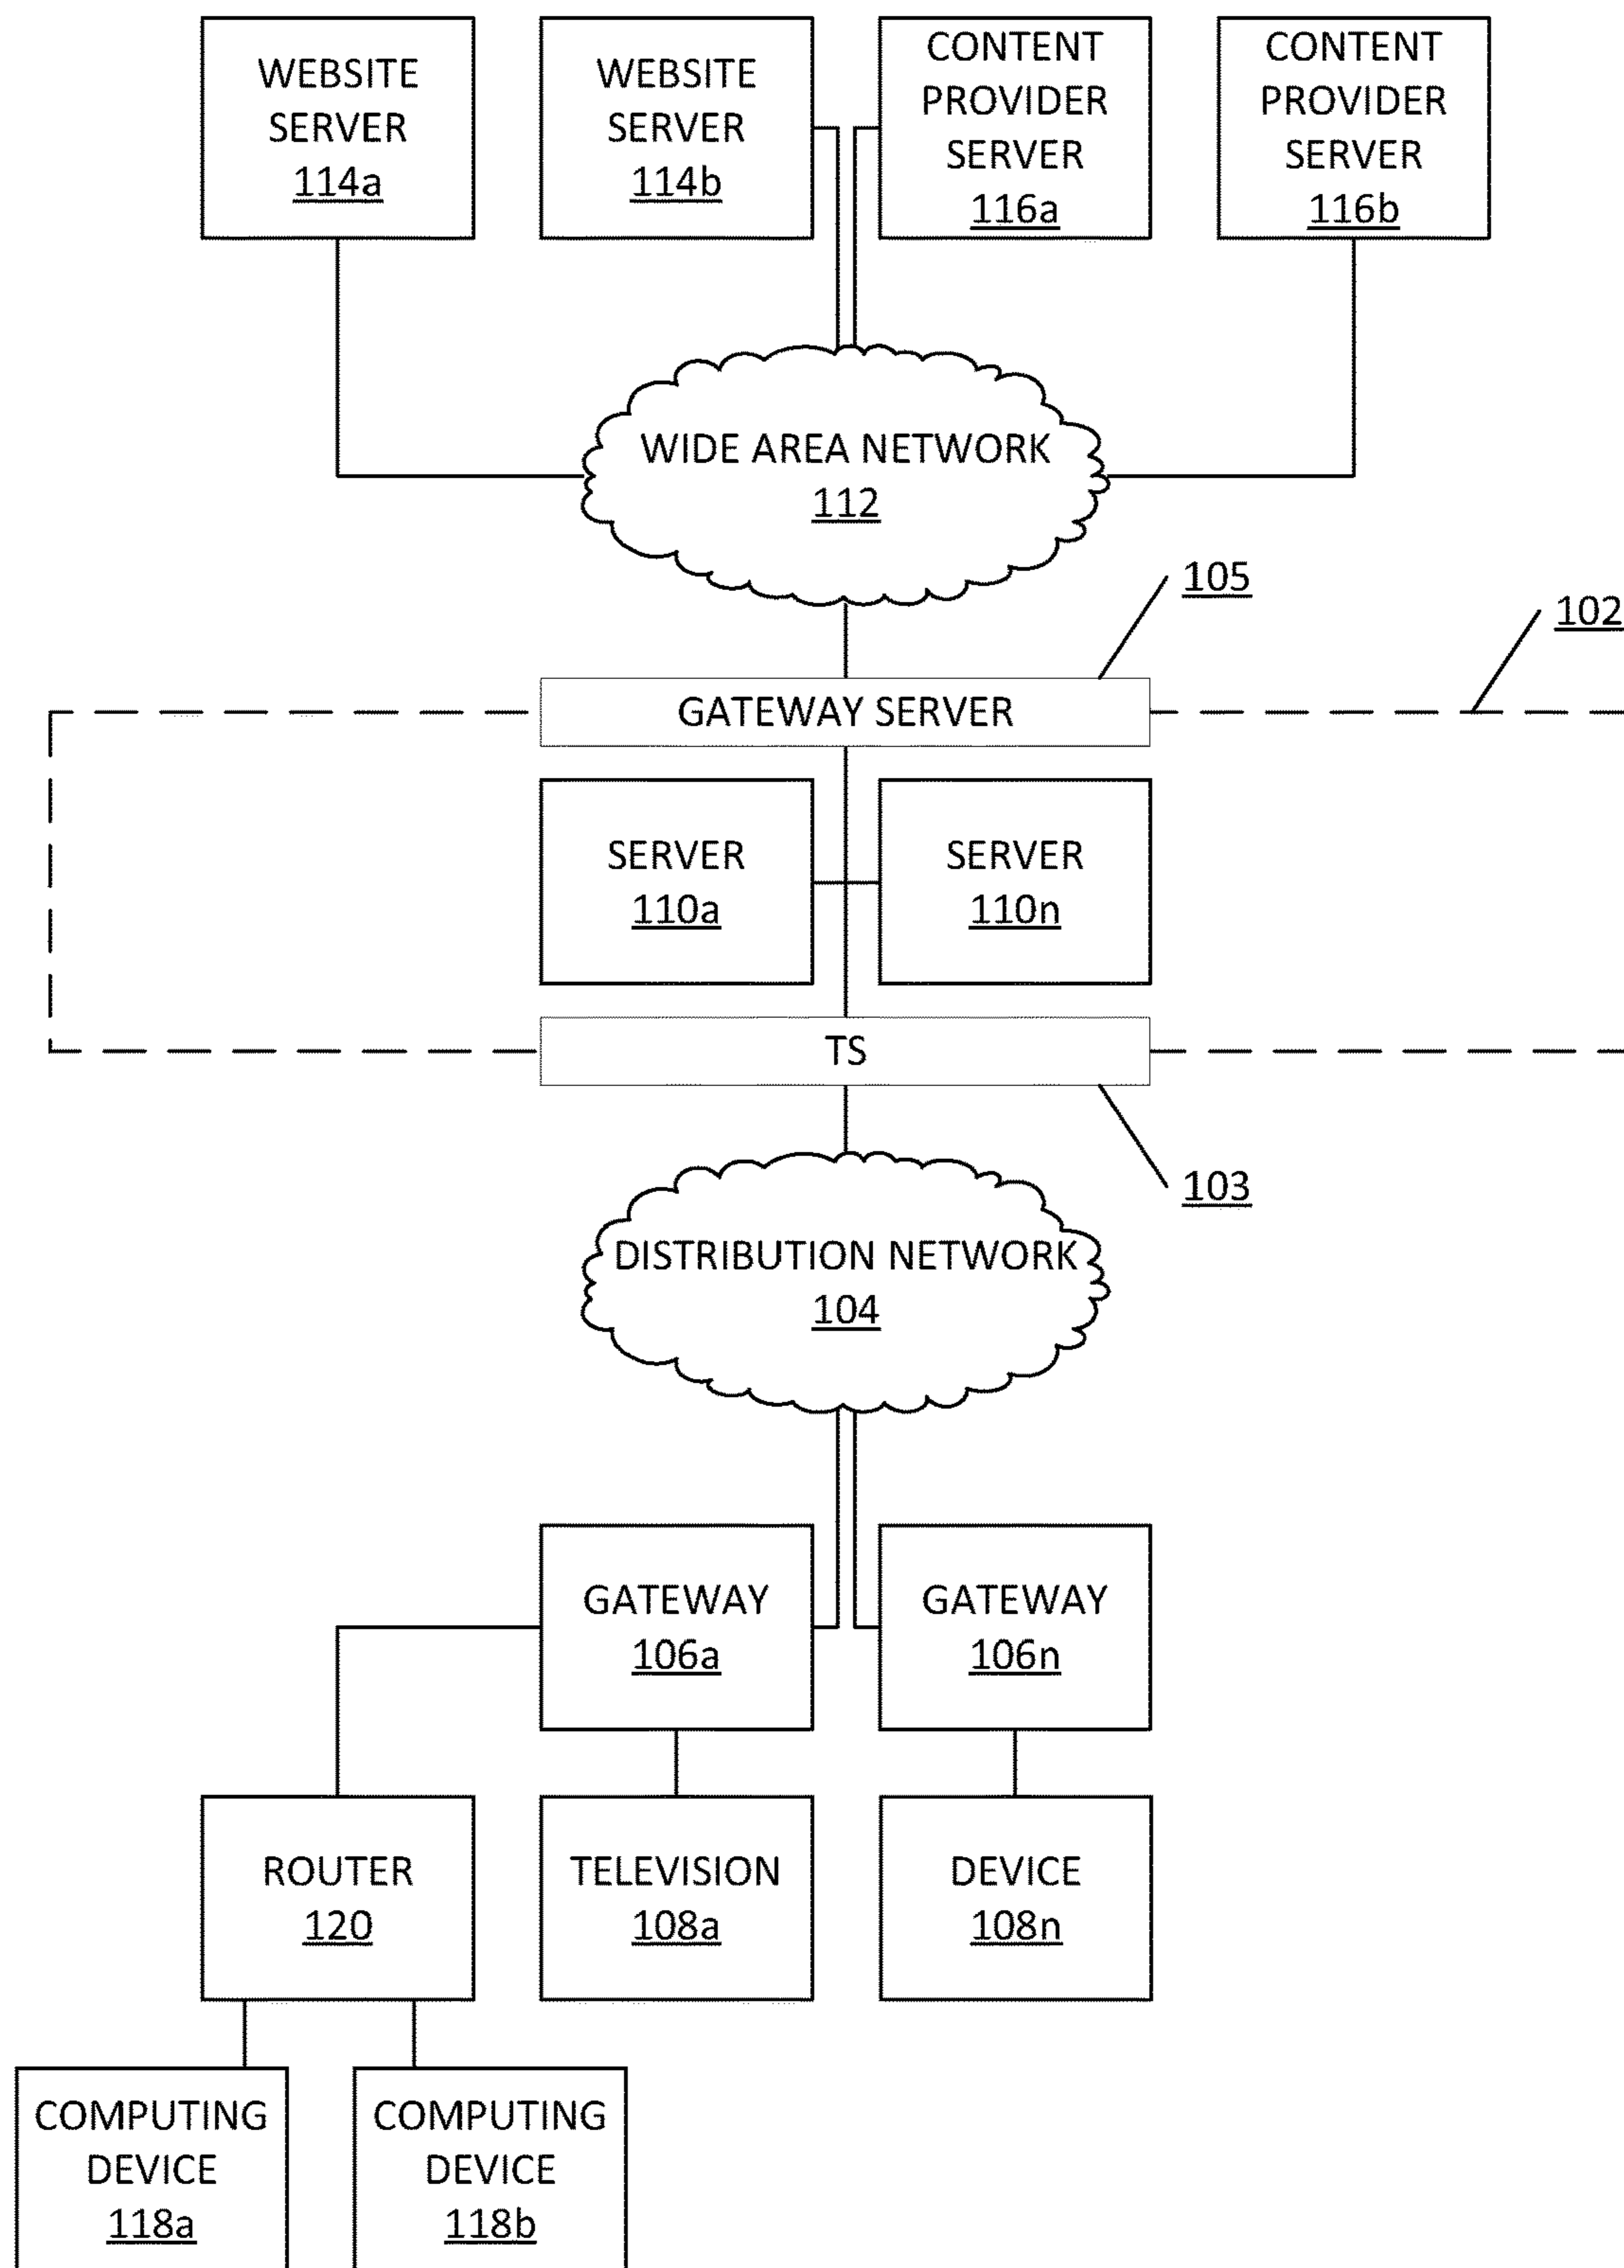 WEBSITE
SERVER
114a
WEBSITE
SERVER
114b
CONTENT
PROVIDER
SERVER
116a
CONTENT
PROVIDER
SERVER
116b
WIDE AREA NETWORK
112
105
102
GATEWAY SERVER
SERVER
110a
SERVER
110n
TS
103
DISTRIBUTION NETWORK
104
GATEWAY
106a
GATEWAY
106n
ROUTER
120
TELEVISION
108a
DEVICE
108n
COMPUTING
DEVICE
118a
COMPUTING
DEVICE
118b